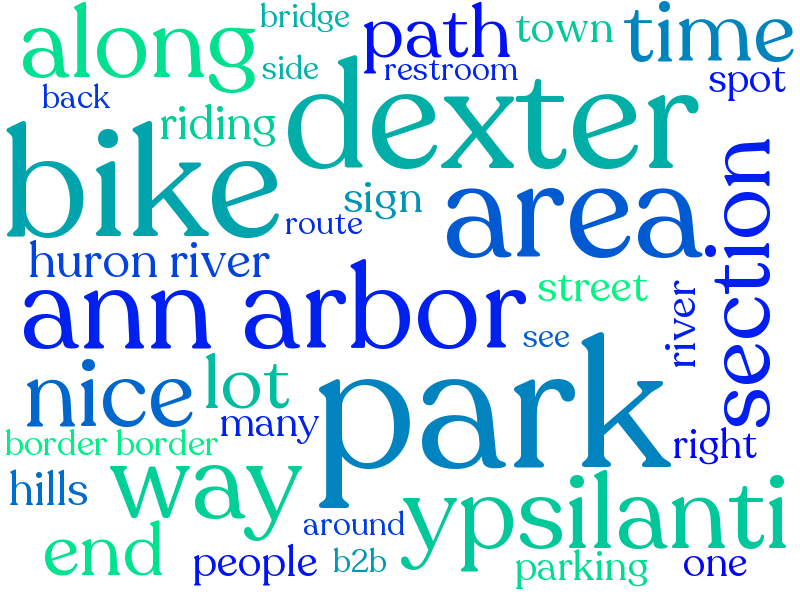 bridge
along
path
town
time
side
restroom
spot
back
riding
dexter
bike
sign
area
section
route
huron river
ann arbor
street
river
see
nice
lot
park
many
border border
right
way
hills
ypsilanti
around
end
people
b2b
parking
one